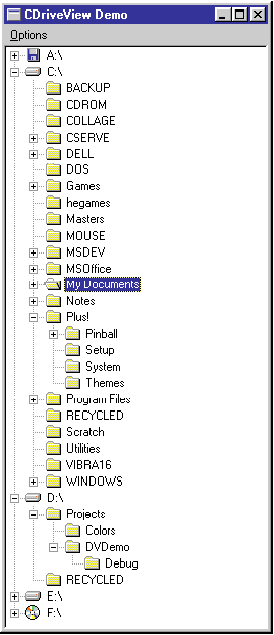 CDriveView Demo
Options
A:\
C:\
BACKUP
CDROM
COLLAGE
CSERVE
DELL
DOS
Games
hegames
Masters
MOUSE
MSDEV
MSOffice
My Documents
Notes
Plus!
Pinball
Setup
System
Themes
Program Files
RECYCLED
Scratch
Utilities
VIBRA16
WINDOWS
D:\
Projects
Colors
DVDemo
Debug
RECYCLED
E:\
F:\